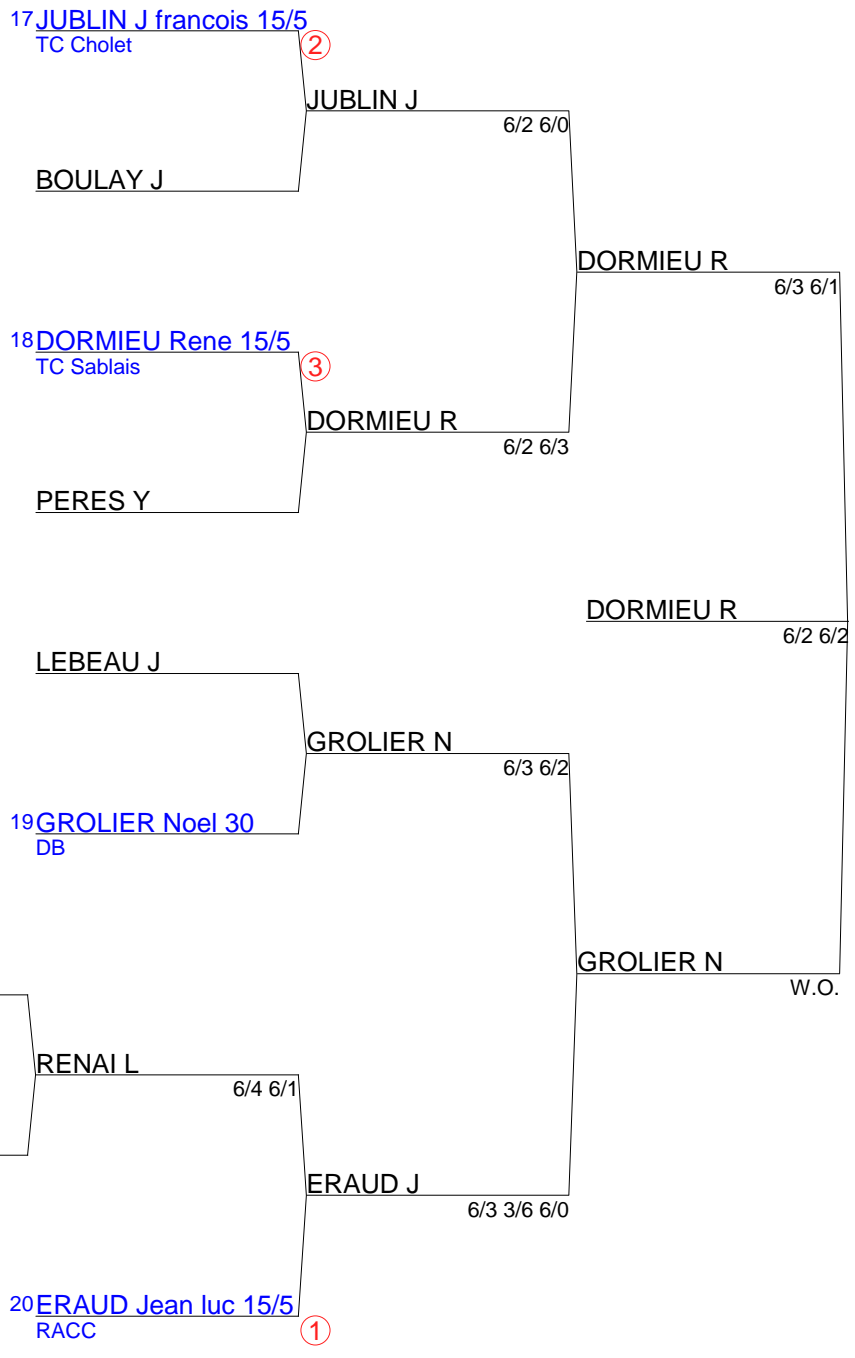 17 JUBLIN J francois 15/5
TC Cholet
2
JUBLIN J
6/2 6/0
BOULAY J
DORMIEU R
6/3 6/1
18 DORMIEU Rene 15/5
TC Sablais
3
DORMIEU R
6/2 6/3
PERES Y
DORMIEU R
6/2 6/2
LEBEAU J
GROLIER N
6/3 6/2
19 GROLIER Noel 30
DB
GROLIER N
W.O.
RENAI L
6/4 6/1
ERAUD J
6/3 3/6 6/0
20 ERAUD Jean luc 15/5
RACC
1